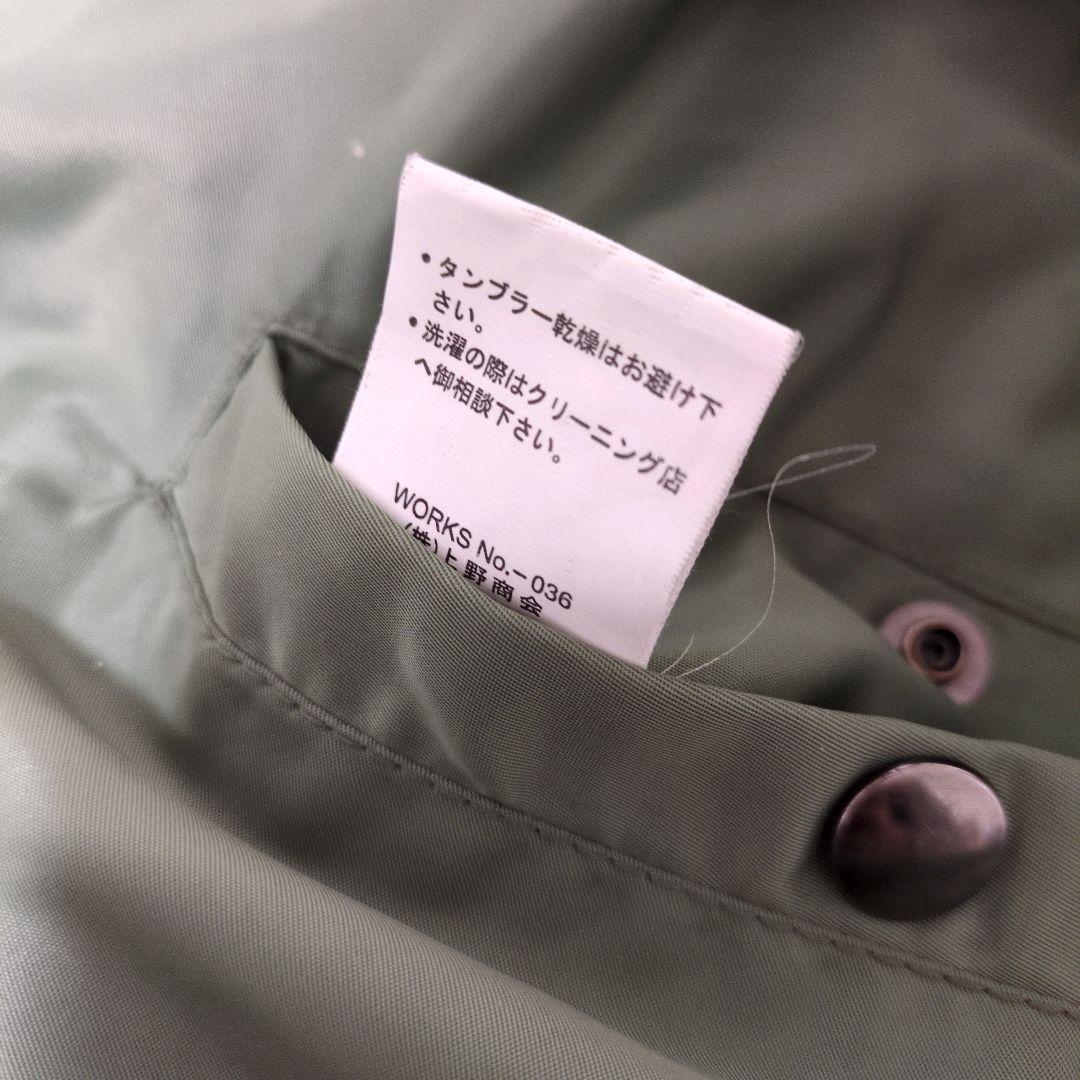 ・タンブラー乾燥はお避け下
さい。
・洗濯の際はクリーニング店
へ御相談下さい。
WORKS No.-036
(株)上野商会